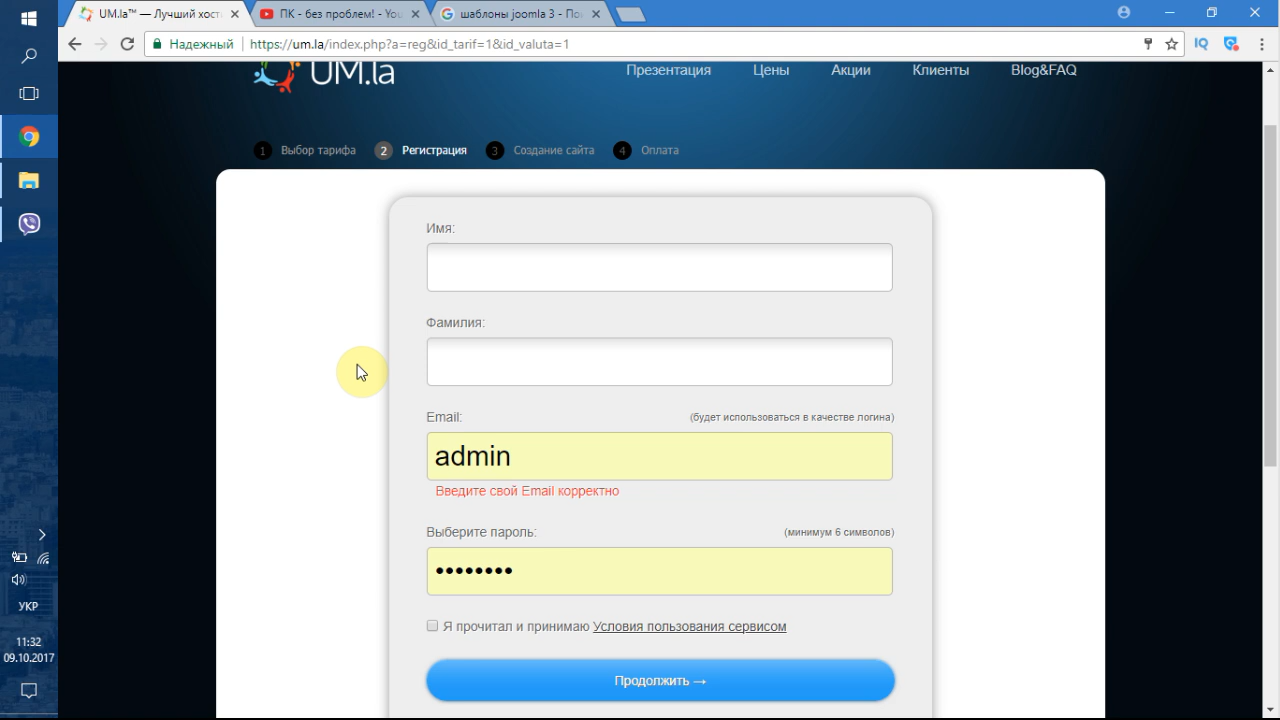 UM.la™ — Лучший хост
ПК - без проблем! - You
шаблоны joomla 3 - По
Надежный
https://um.la/index.php?a=reg&id_tarif=1&id_valuta=1
IQ
UM.la
Презентация Цены Акции Клиенты Blog&FAQ
1 Выбор тарифа 2 Регистрация 3 Создание сайта 4 Оплата
Имя:
Фамилия:
Email: (будет использоваться в качестве логина)
admin
Введите свой Email корректно
Выберите пароль: (минимум 6 символов)
••••••••
Я прочитал и принимаю Условия пользования сервисом
Продолжить →
УКР
11:32
09.10.2017